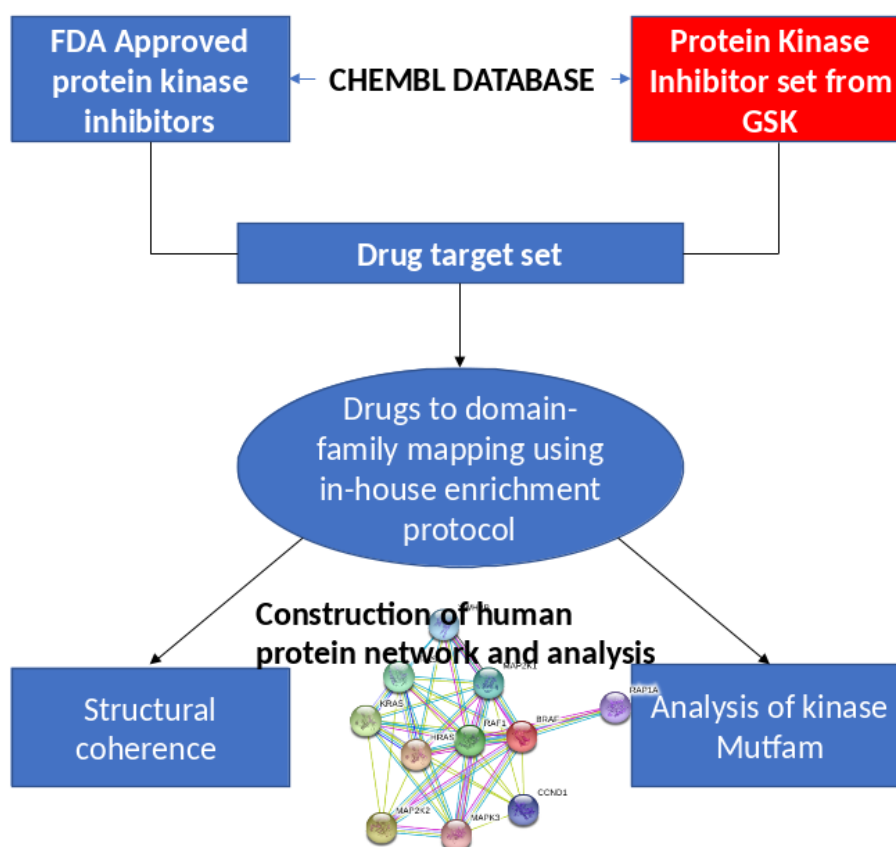 FDA Approved
protein kinase
inhibitors
CHEMBL DATABASE
Protein Kinase
Inhibitor set from
GSK
Drug target set
Drugs to domain-
family mapping using
in-house enrichment
protocol
Construction of human
protein network and analysis
Structural
coherence
MAP2K1
KRAS
RAF1
BRAF
RAP1A
HRAS
CCND1
MAP2K2
MAPK3
Analysis of kinase
Mutfam